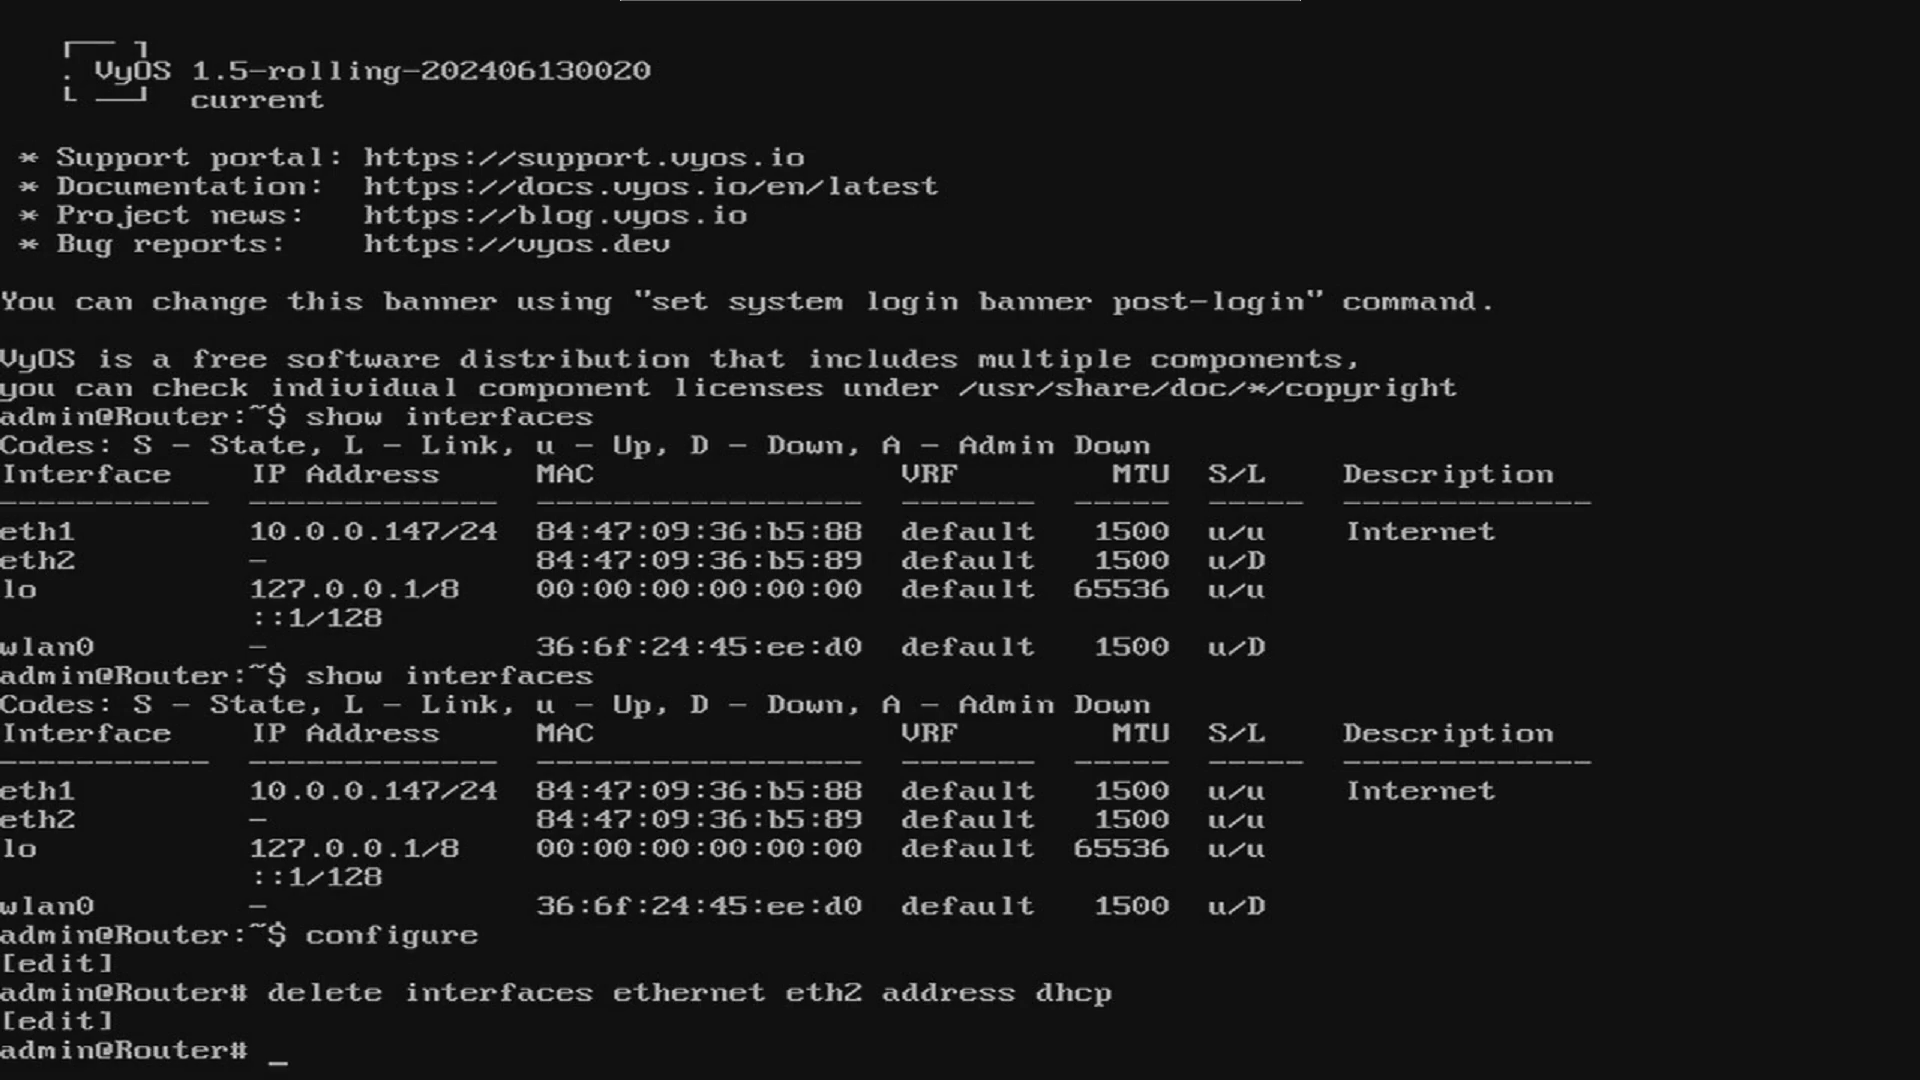 VyOS 1.5-rolling-202406130020
current
* Support portal: https://support.vyos.io
* Documentation: https://docs.vyos.io/en/latest
* Project news: https://blog.vyos.io
* Bug reports: https://vyos.dev
You can change this banner using "set system login banner post-login" command.
VyOS is a free software distribution that includes multiple components,
you can check individual component licenses under /usr/share/doc/*/copyright
admin@Router:~$ show interfaces
Codes: S - State, L - Link, u - Up, D - Down, A - Admin Down
Interface IP Address MAC VRF MTU S/L Description
----------- ------------- ----------------- ------- ----- ----- -------------
eth1 10.0.0.147/24 84:47:09:36:b5:88 default 1500 u/u Internet
eth2 - 84:47:09:36:b5:89 default 1500 u/D
lo 127.0.0.1/8 00:00:00:00:00:00 default 65536 u/u
::1/128
wlan0 - 36:6f:24:45:ee:d0 default 1500 u/D
admin@Router:~$ show interfaces
Codes: S - State, L - Link, u - Up, D - Down, A - Admin Down
Interface IP Address MAC VRF MTU S/L Description
----------- ------------- ----------------- ------- ----- ----- -------------
eth1 10.0.0.147/24 84:47:09:36:b5:88 default 1500 u/u Internet
eth2 - 84:47:09:36:b5:89 default 1500 u/u
lo 127.0.0.1/8 00:00:00:00:00:00 default 65536 u/u
::1/128
wlan0 - 36:6f:24:45:ee:d0 default 1500 u/D
admin@Router:~$ configure
[edit]
admin@Router# delete interfaces ethernet eth2 address dhcp
[edit]
admin@Router# _